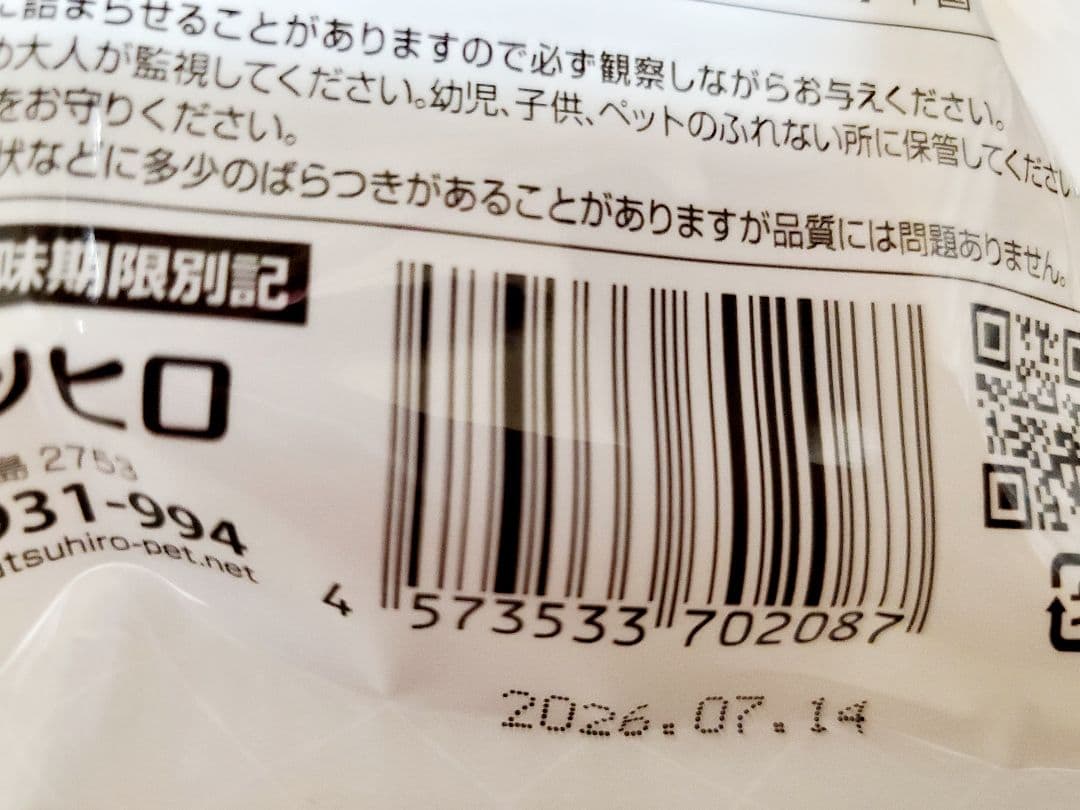 に詰まらせることがありますので必ず観察しながらお与えください。
め大人が監視してください。幼児、子供、ペットのふれない所に保管してください
をお守りください。
状などに多少のばらつきがあることがありますが品質には問題ありません。
味期限別記
ツヒロ
島 2753
931-994
atsuhiro-pet.net
4 573533 702087
2026.07.14